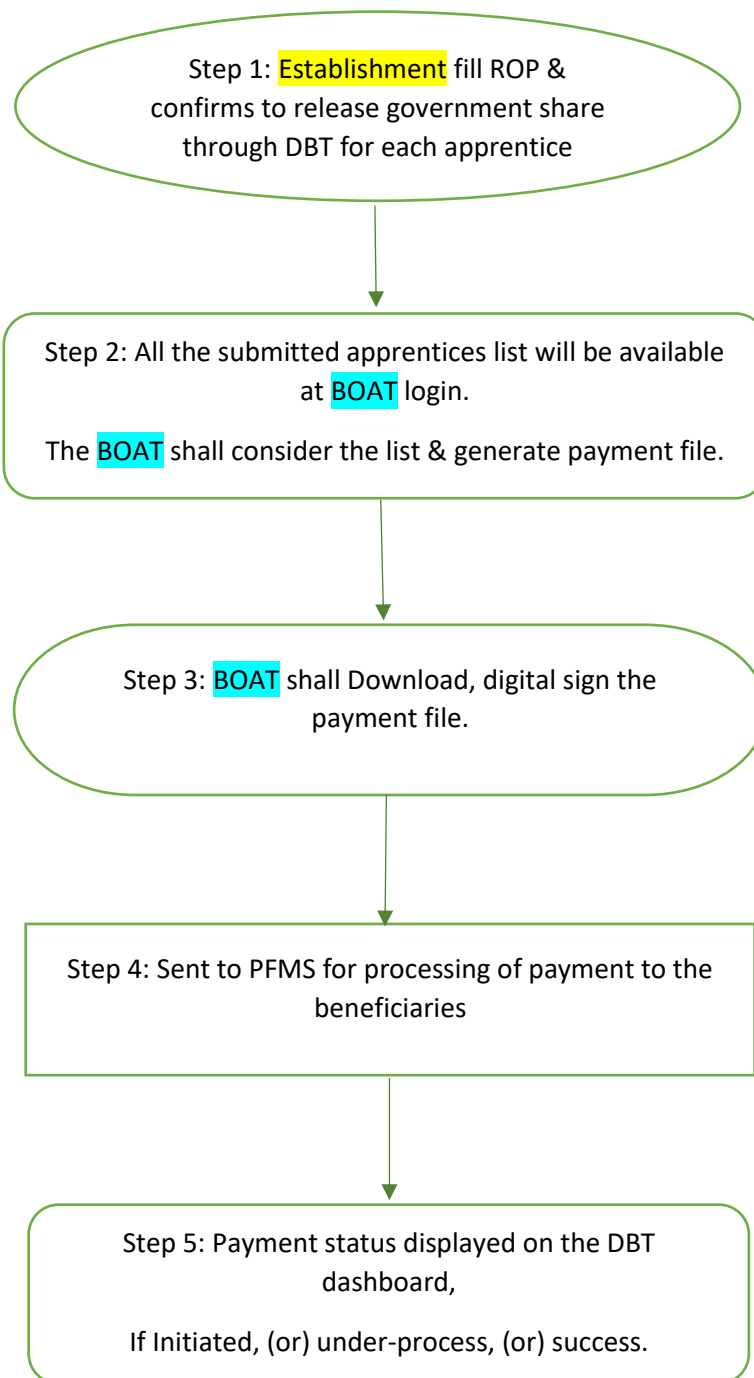 Step 1: Establishment fill ROP &
confirms to release government share
through DBT for each apprentice
Step 2: All the submitted apprentices list will be available
at BOAT login.
The BOAT shall consider the list & generate payment file.
Step 3: BOAT shall Download, digital sign the
payment file.
Step 4: Sent to PFMS for processing of payment to the
beneficiaries
Step 5: Payment status displayed on the DBT
dashboard,
If Initiated, (or) under-process, (or) success.